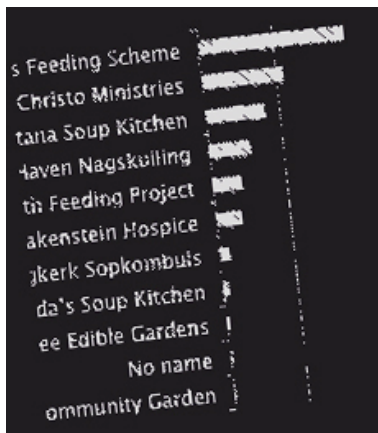 s Feeding Scheme
Christo Ministries
tana Soup Kitchen
Haven Nagskuiling
th Feeding Project
akenstein Hospice
gkerk Sopkombuis
da's Soup Kitchen
ee Edible Gardens
No name
ommunity Garden